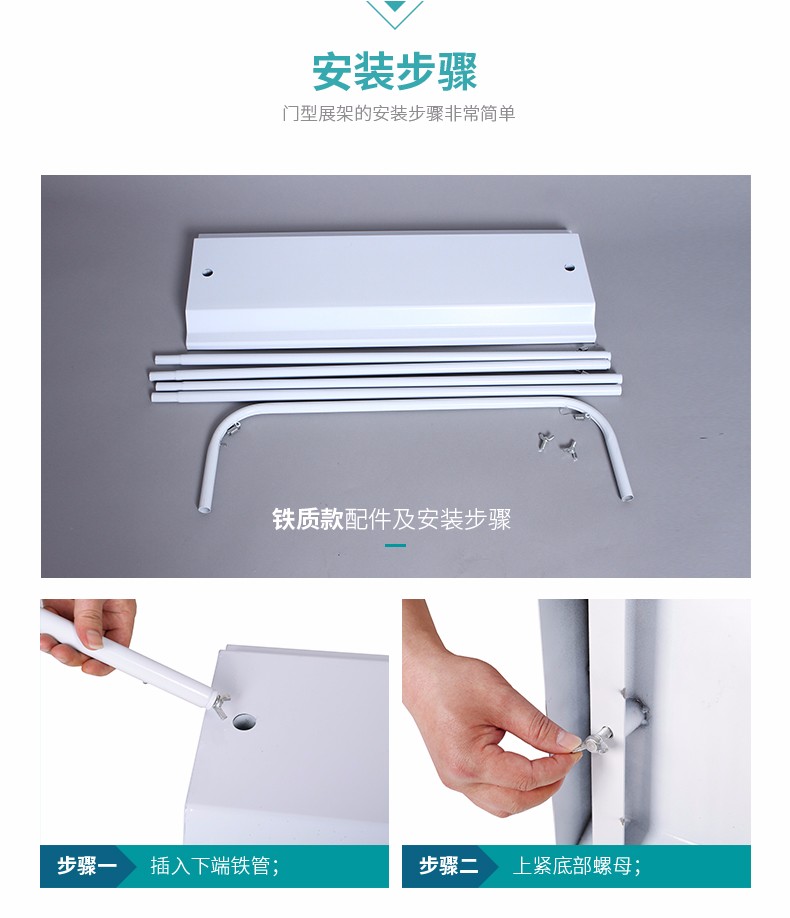 安装步骤
门型展架的安装步骤非常简单
铁质款配件及安装步骤
步骤一 插入下端铁管；
步骤二 上紧底部螺母；